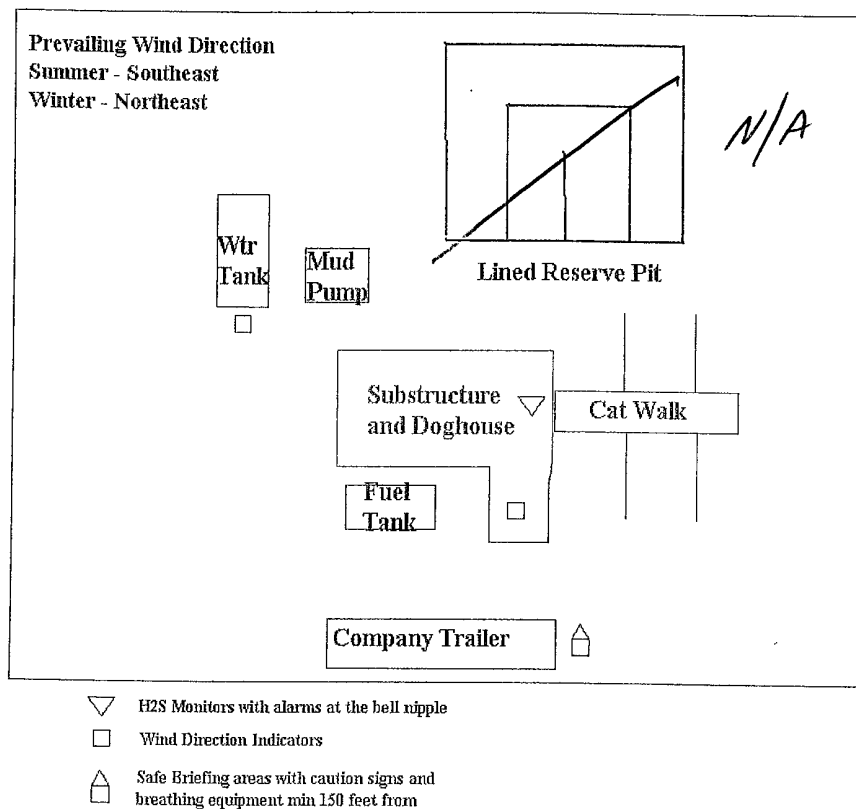 Prevailing Wind Direction
Summer - Southeast
Winter - Northeast
N/A
Lined Reserve Pit
Wtr
Tank
Mud
Pump
Substructure
and Doghouse
Cat Walk
Fuel
Tank
Company Trailer
H2S Monitors with alarms at the bell nipple
Wind Direction Indicators
Safe Briefing areas with caution signs and
breathing equipment min 150 feet from